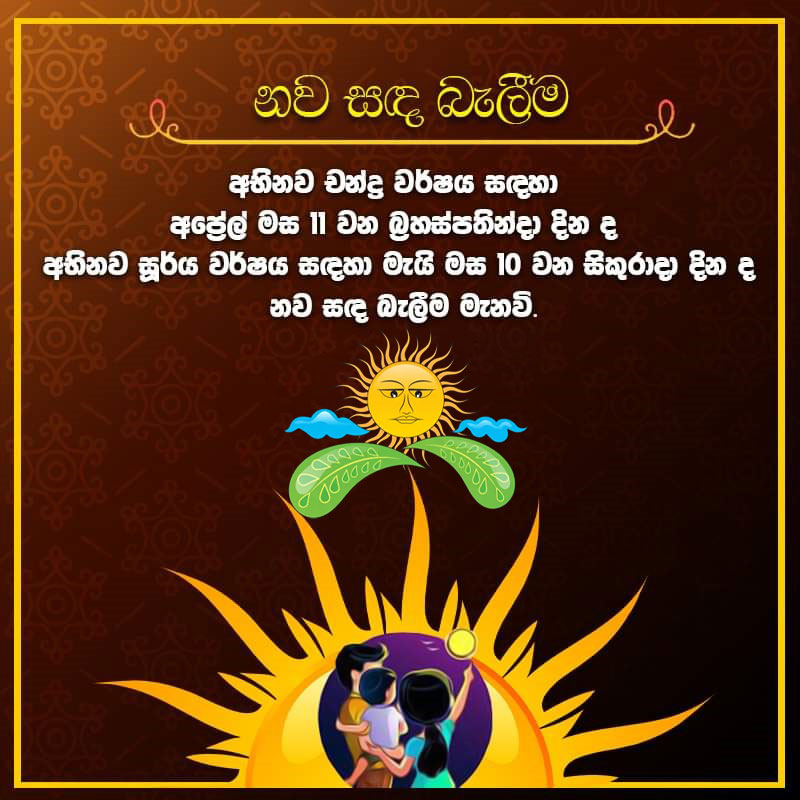 නව සඳ බැලීම
අභිනව චන්ද්‍ර වර්ෂය සඳහා
අප්‍රේල් මස 11 වන බ්‍රහස්පතින්දා දින ද
අභිනව සූර්ය වර්ෂය සඳහා මැයි මස 10 වන සිකුරාදා දින ද
නව සඳ බැලීම මැනවි.